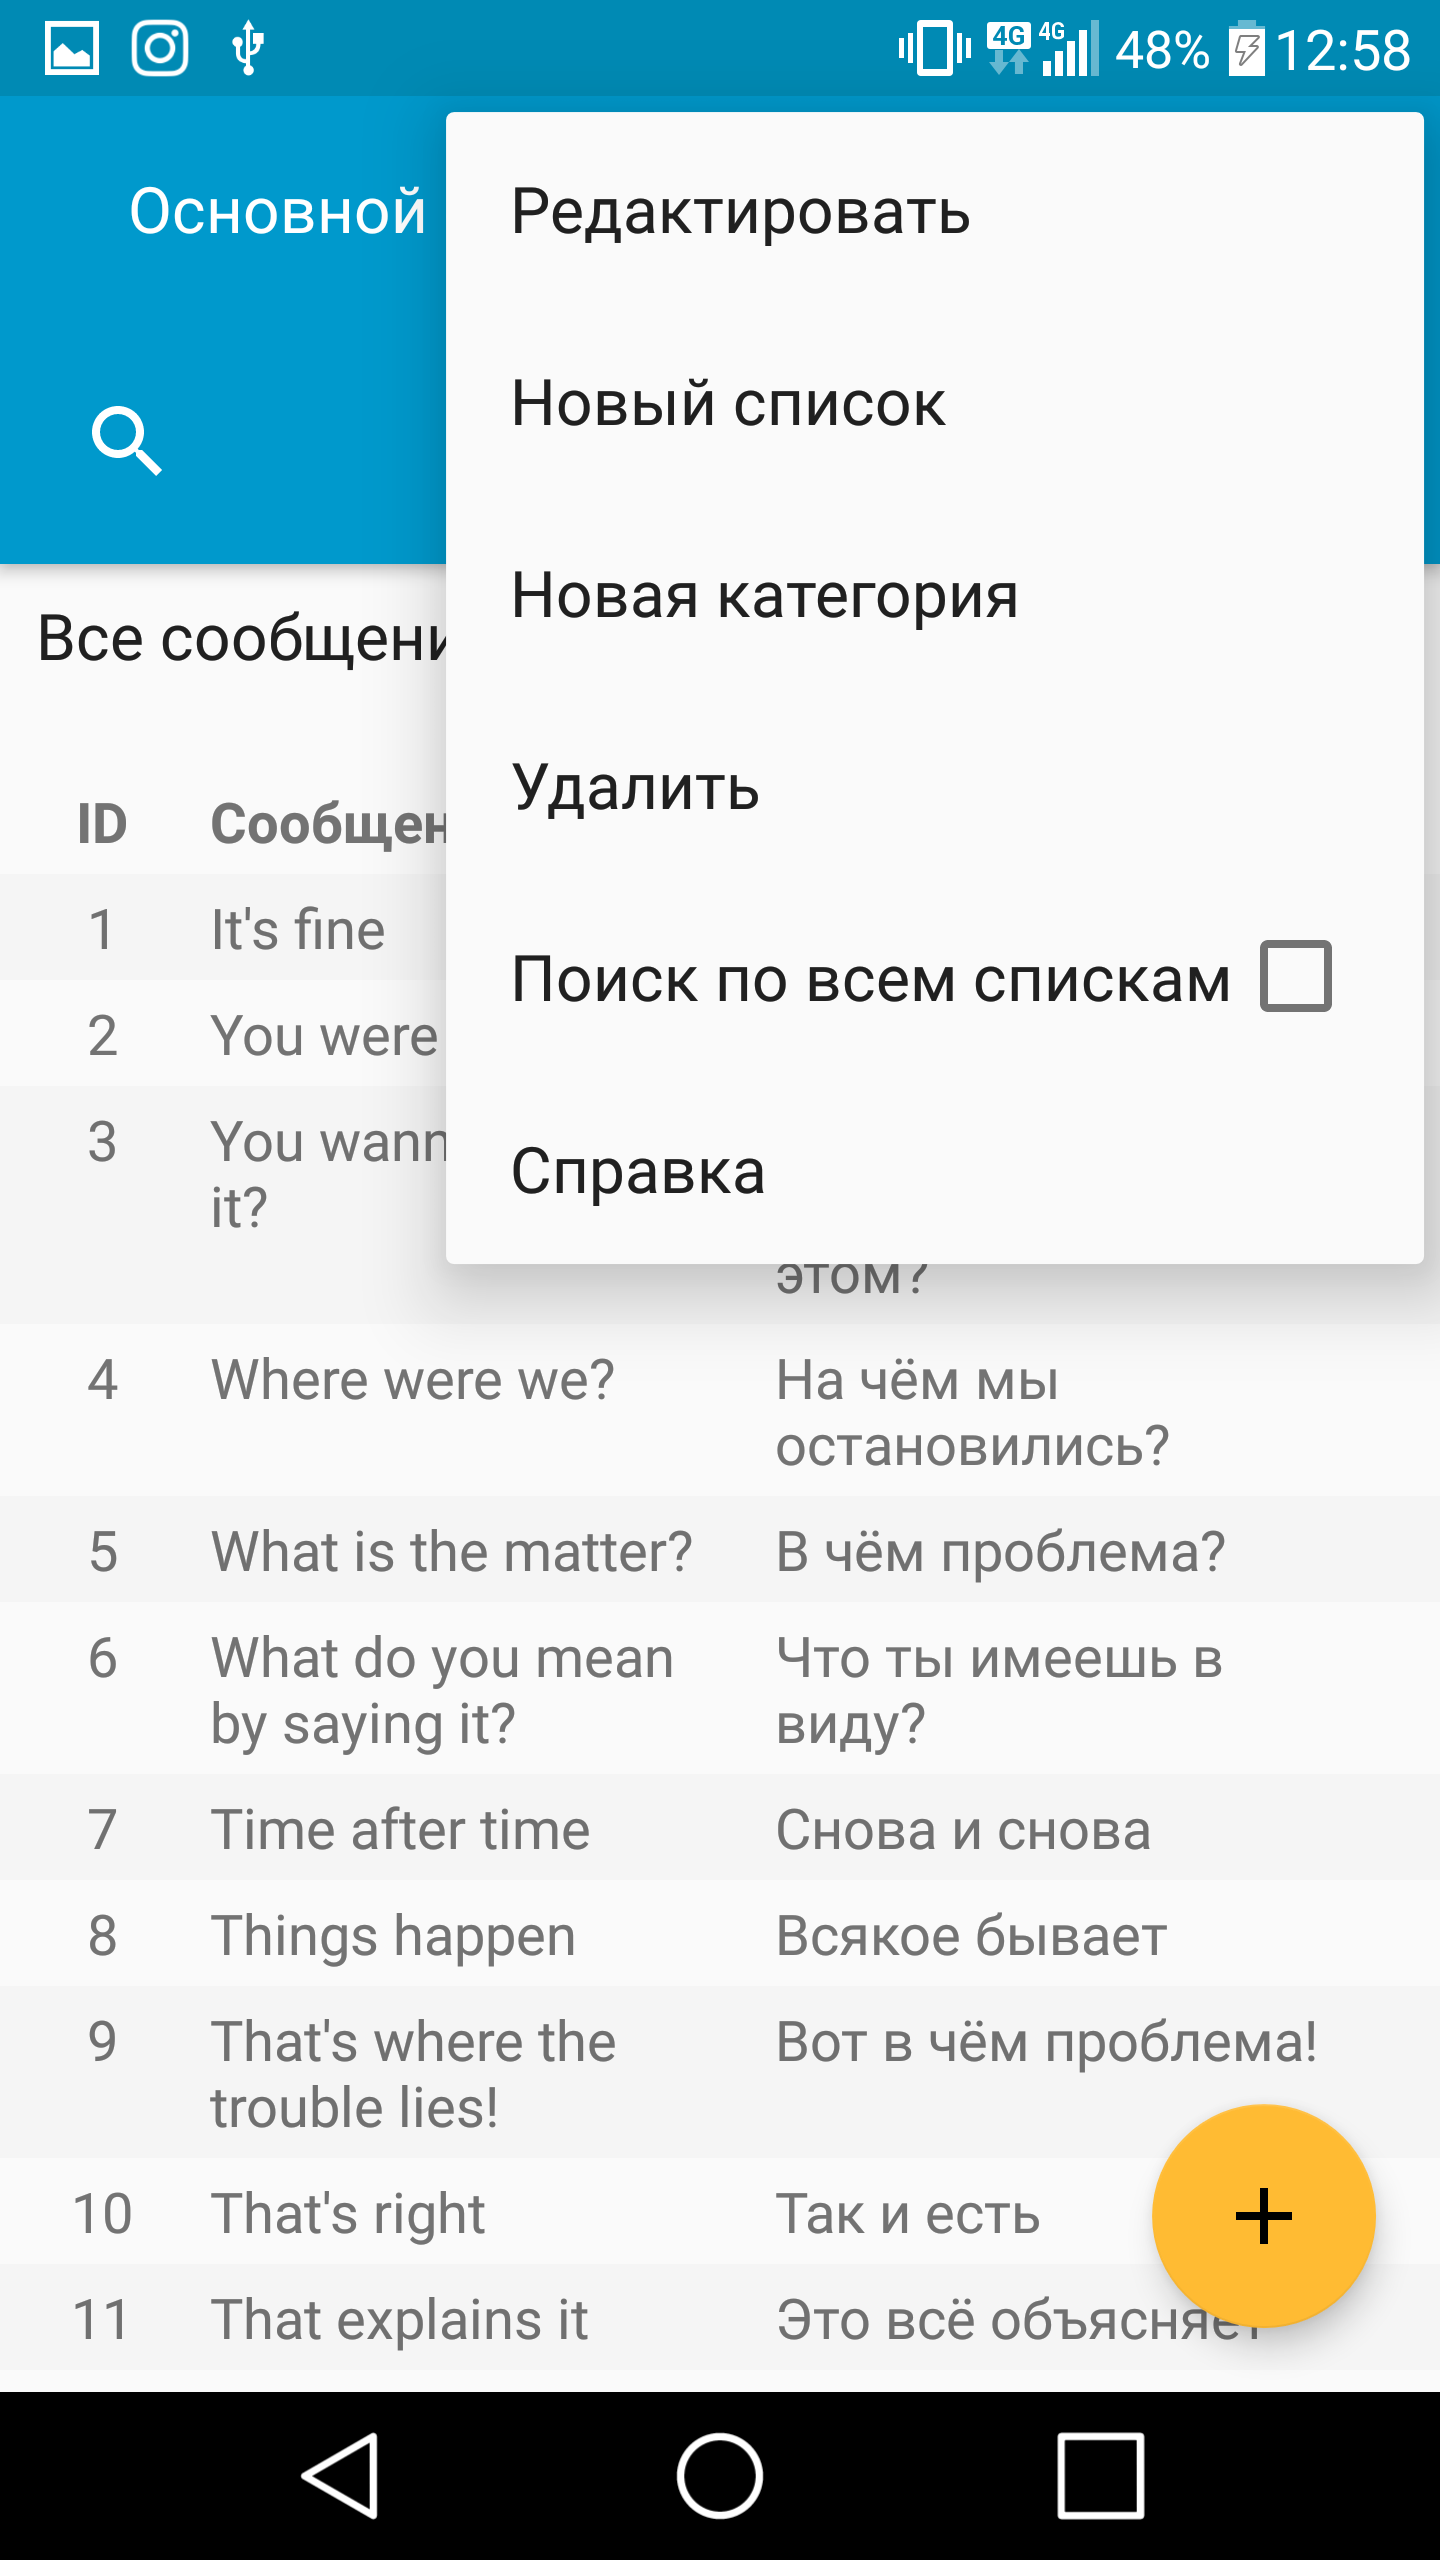 4G 4G 48% 12:58
Основной
Редактировать
Новый список
Новая категория
Удалить
Поиск по всем спискам
Справка
Все
ID
1 It's fine
2 You were
3 You
it?
этом?
4 Where were we? На чём мы
остановились?
5 What is the matter? В чём проблема?
6 What do you mean Что ты имеешь в
by saying it? виду?
7 Time after time Снова и снова
8 Things happen Всякое бывает
9 That's where the Вот в чём проблема!
trouble lies!
10 That's right Так и есть
11 That explains it Это всё объясняет